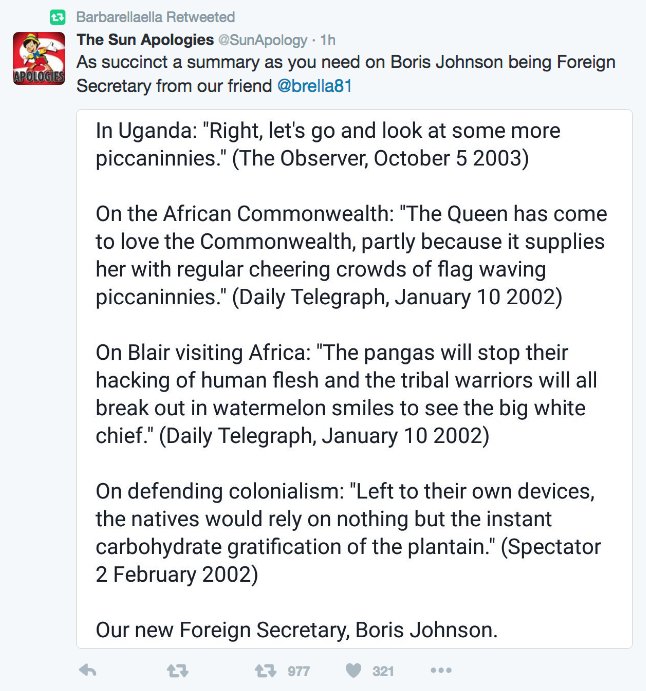 Barbarellaella Retweeted
The Sun Apologies @SunApology · 1h
As succinct a summary as you need on Boris Johnson being Foreign
Secretary from our friend @brella81
APOLOGIES
In Uganda: "Right, let's go and look at some more
piccaninnies." (The Observer, October 5 2003)
On the African Commonwealth: "The Queen has come
to love the Commonwealth, partly because it supplies
her with regular cheering crowds of flag waving
piccaninnies." (Daily Telegraph, January 10 2002)
On Blair visiting Africa: "The pangas will stop their
hacking of human flesh and the tribal warriors will all
break out in watermelon smiles to see the big white
chief." (Daily Telegraph, January 10 2002)
On defending colonialism: "Left to their own devices,
the natives would rely on nothing but the instant
carbohydrate gratification of the plantain." (Spectator
2 February 2002)
Our new Foreign Secretary, Boris Johnson.
977 321